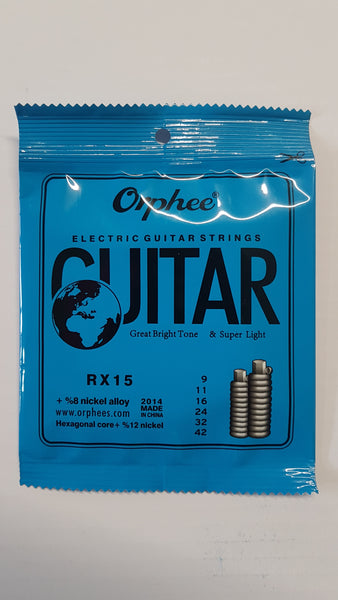 Orphee
ELECTRIC GUITAR STRINGS
GUITAR
Great Bright Tone & Super Light
RX15
+ %8 nickel alloy
www.orphees.com
Hexagonal core+ %12 nickel
2014
MADE
IN CHINA
9
11
16
24
32
42